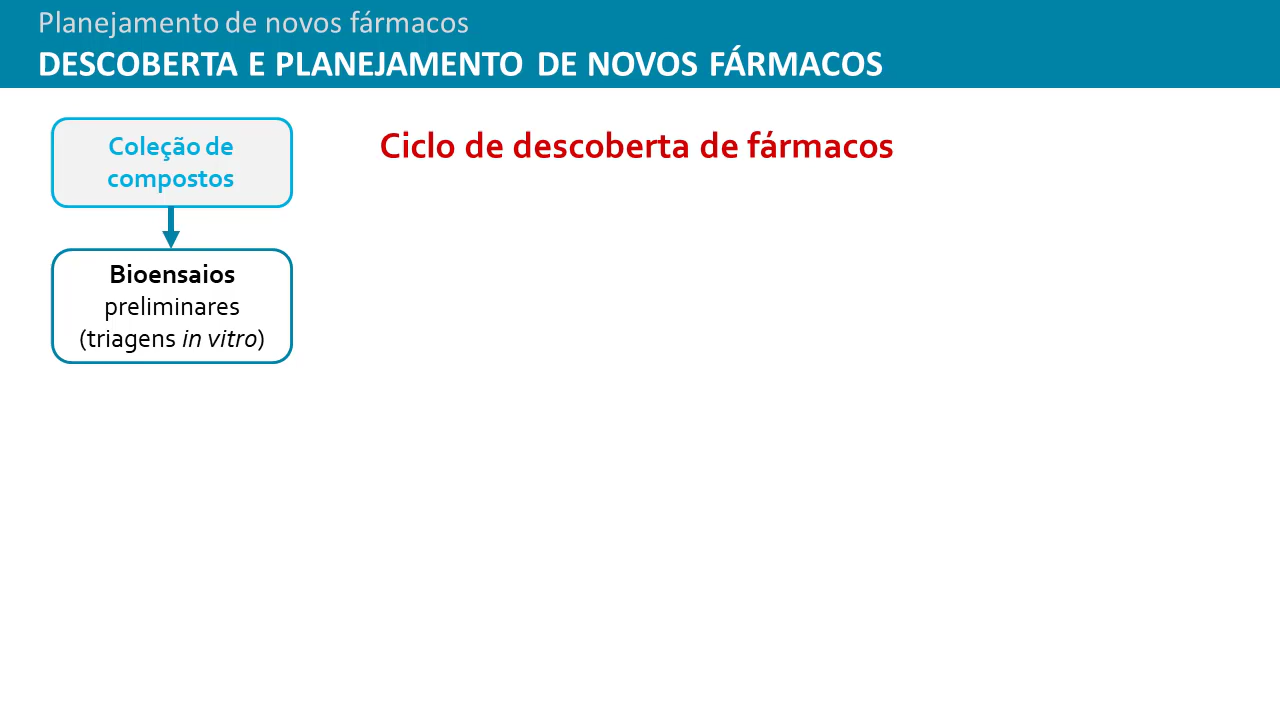 Planejamento de novos fármacos
DESCOBERTA E PLANEJAMENTO DE NOVOS FÁRMACOS
Coleção de
compostos
Ciclo de descoberta de fármacos
Bioensaios
preliminares
(triagens in vitro)